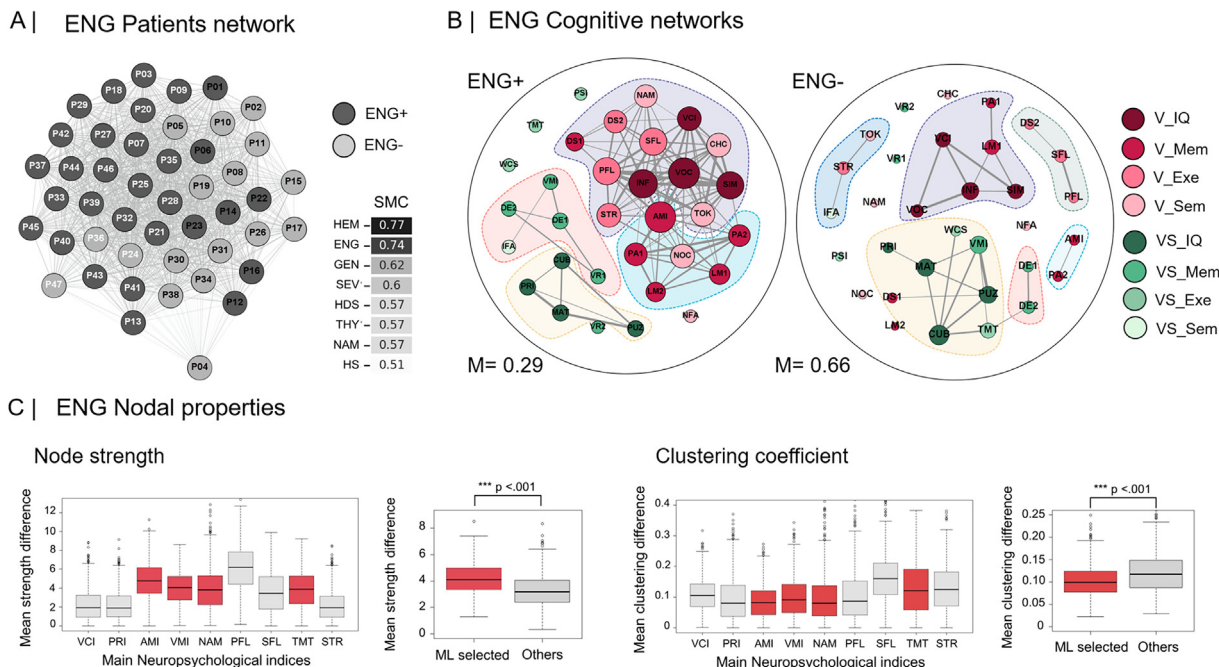 A | ENG Patients network
P03
P18
P09
P01
P29
P20
P02
P05
P10
P42
P27
P07
P06
P11
P37
P44
P46
P35
P08
P15
P25
P19
P33
P39
P28
P14
P22
P45
P32
P21
P23
P26
P17
P40
P36
P24
P30
P31
P47
P43
P16
P41
P38
P34
P12
P13
P04
ENG+
ENG-
SMC
HEM 0.77
ENG 0.74
GEN 0.62
SEV 0.6
HDS 0.57
THY 0.57
NAM 0.57
HS 0.51
B | ENG Cognitive networks
ENG+
PSI
NAM
TMT
DS2
VCI
DS1
SFL
CHC
WCS
PFL
VMI
INF
VOC
SIM
DE2
DE1
STR
AMI
TOK
IFA
PA2
CUB
PA1
NOC
VR1
PRI
LM1
LM2
MAT
VR2
PUZ
NFA
M= 0.29
ENG-
CHC
VR2
PA1
DS2
TOK
VCI
LM1
SFL
STR
VR1
INF
SIM
PFL
IFA
NAM
VOC
NFA
WCS
AMI
PRI
VMI
PSI
MAT
DE1
PA2
NOC
DS1
PUZ
DE2
LM2
CUB
TMT
M= 0.66
V_IQ
V_Mem
V_Exe
V_Sem
VS_IQ
VS_Mem
VS_Exe
VS_Sem
C | ENG Nodal properties
Node strength
Mean strength difference
12
10
8
6
4
2
0
VCI PRI AMI VMI NAM PFL SFL TMT STR
Main Neuropsychological indices
*** p <.001
Mean strength difference
8
6
4
2
0
ML selected Others
Clustering coefficient
Mean clustering difference
0.4
0.3
0.2
0.1
0
VCI PRI AMI VMI NAM PFL SFL TMT STR
Main Neuropsychological indices
*** p <.001
Mean clustering difference
0.25
0.20
0.15
0.10
0.05
0
ML selected Others